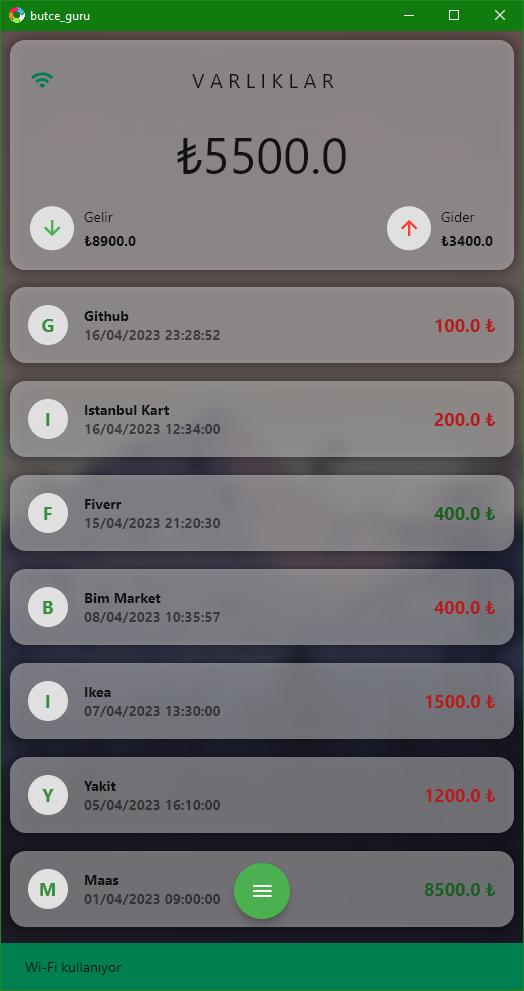 butce_guru
VARLIKLAR
₺5500.0
Gelir
₺8900.0
Gider
₺3400.0
G
Github
16/04/2023 23:28:52
100.0 ₺
I
Istanbul Kart
16/04/2023 12:34:00
200.0 ₺
F
Fiverr
15/04/2023 21:20:30
400.0 ₺
B
Bim Market
08/04/2023 10:35:57
400.0 ₺
I
Ikea
07/04/2023 13:30:00
1500.0 ₺
Y
Yakit
05/04/2023 16:10:00
1200.0 ₺
M
Maas
01/04/2023 09:00:00
8500.0 ₺
Wi-Fi kullanıyor